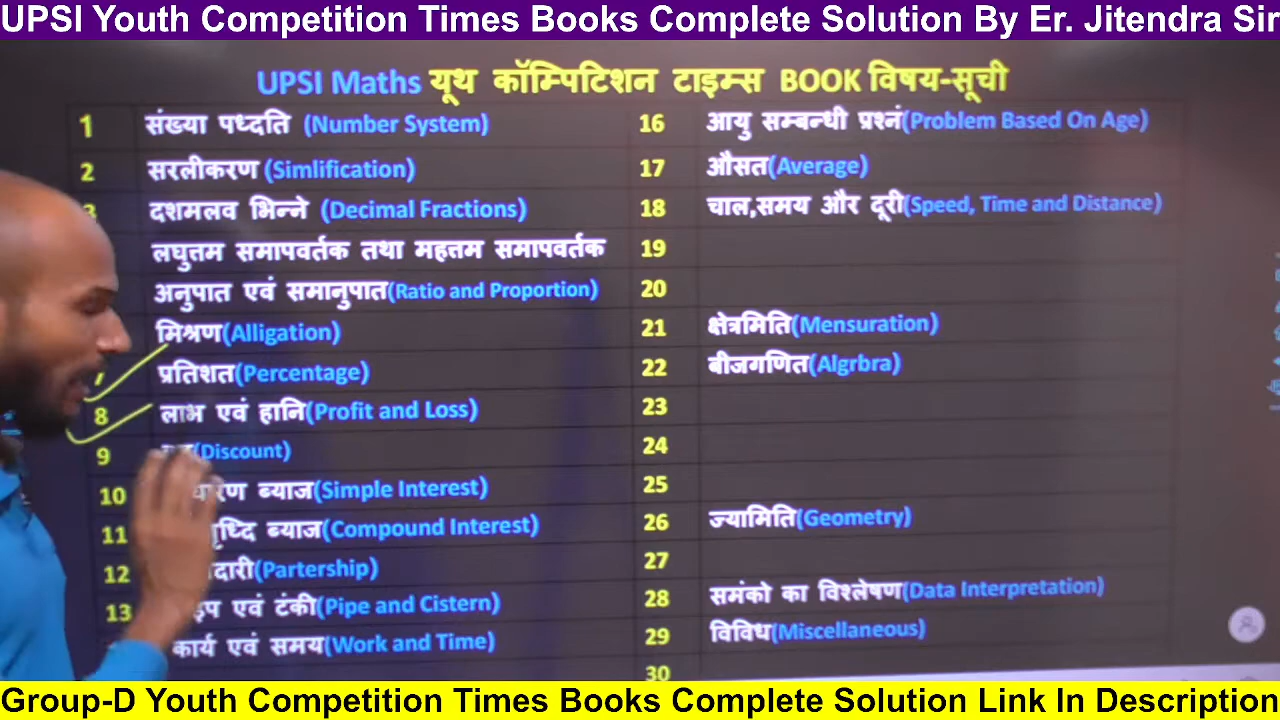 UPSI Youth Competition Times Books Complete Solution By Er. Jitendra Sir
UPSI Maths यूथ कॉम्पिटिशन टाइम्स BOOK विषय-सूची
1 संख्या पध्दति (Number System)
2 सरलीकरण (Simlification)
3 दशमलव भिन्ने (Decimal Fractions)
लघुत्तम समापवर्तक तथा महत्तम समापवर्तक
अनुपात एवं समानुपात(Ratio and Proportion)
मिश्रण(Alligation)
7 प्रतिशत(Percentage)
8 लाभ एवं हानि(Profit and Loss)
9 (Discount)
10 ब्याज(Simple Interest)
11 ब्याज(Compound Interest)
12 (Partership)
13 एवं टंकी(Pipe and Cistern)
कार्य एवं समय(Work and Time)
16 आयु सम्बन्धी प्रश्नं(Problem Based On Age)
17 औसत(Average)
18 चाल,समय और दूरी(Speed, Time and Distance)
19
20
21 क्षेत्रमिति(Mensuration)
22 बीजगणित(Algrbra)
23
24
25
26 ज्यामिति(Geometry)
27
28 समंको का विश्लेषण(Data Interpretation)
29 विविध(Miscellaneous)
30
Group-D Youth Competition Times Books Complete Solution Link In Description